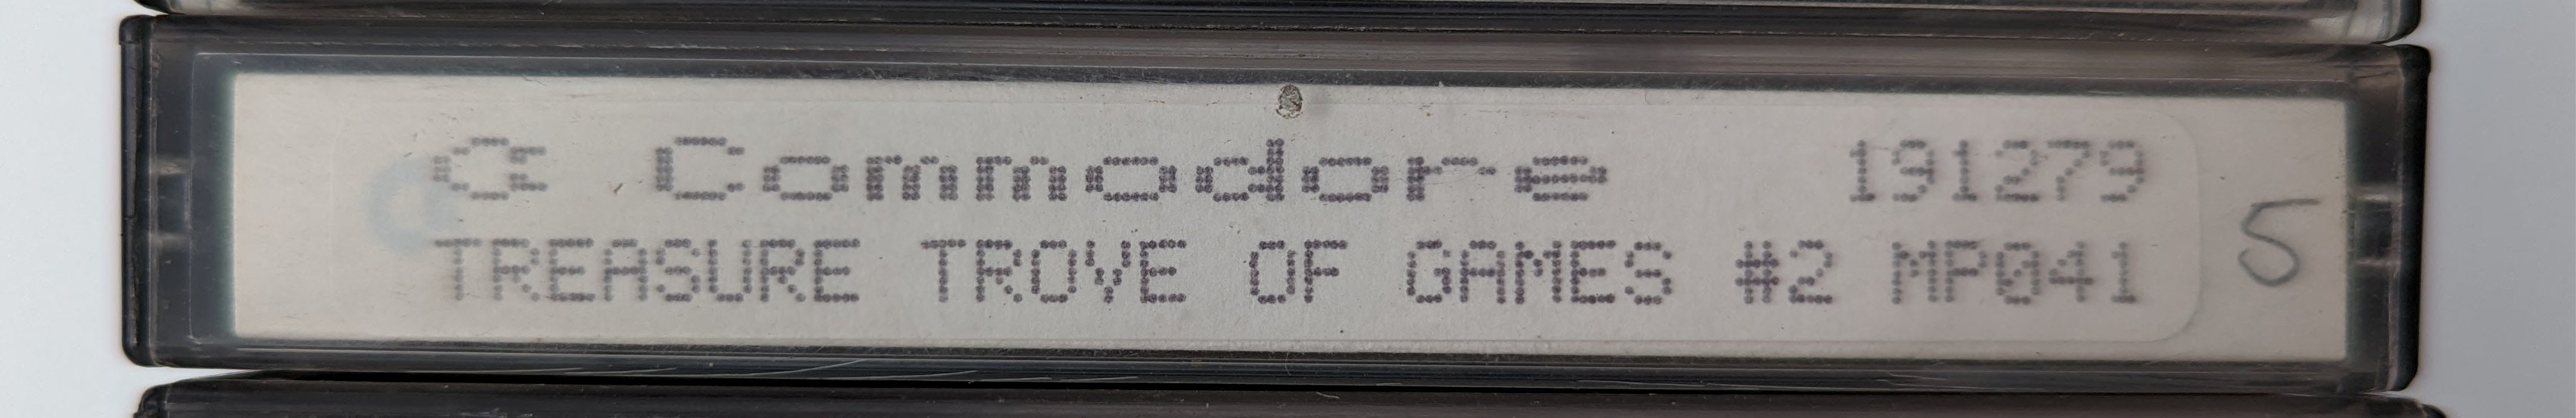 Commodore 191279
TREASURE TROVE OF GAMES #2 MP041
5